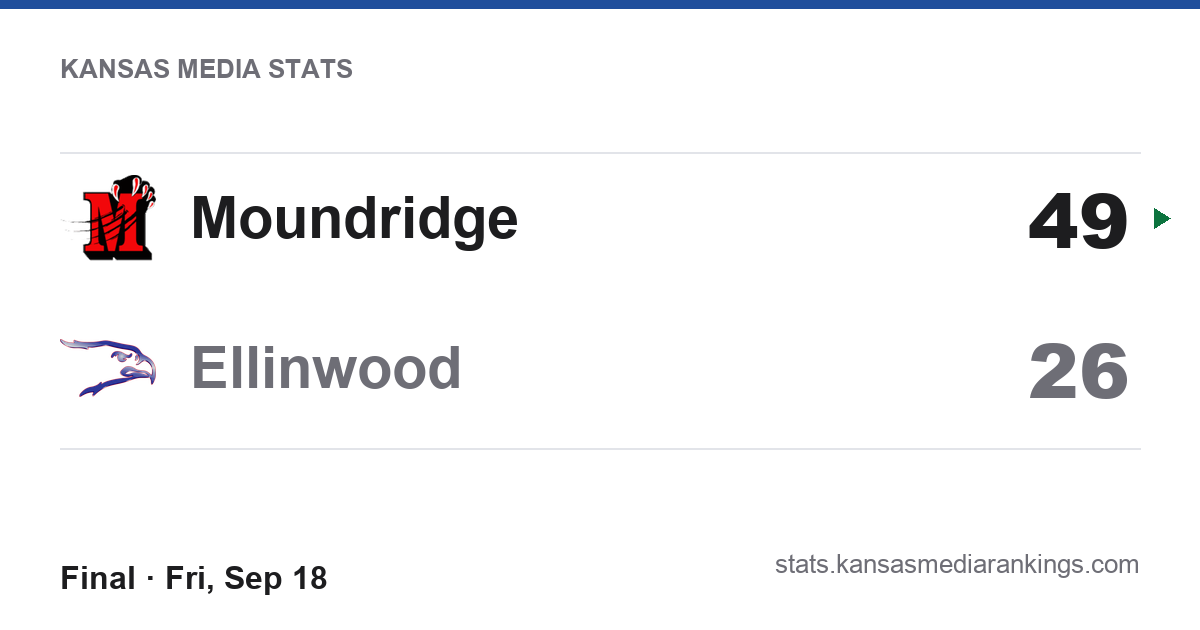 KANSAS MEDIA STATS
M
Moundridge 49
Ellinwood 26
Final · Fri, Sep 18
stats.kansasmediarankings.com